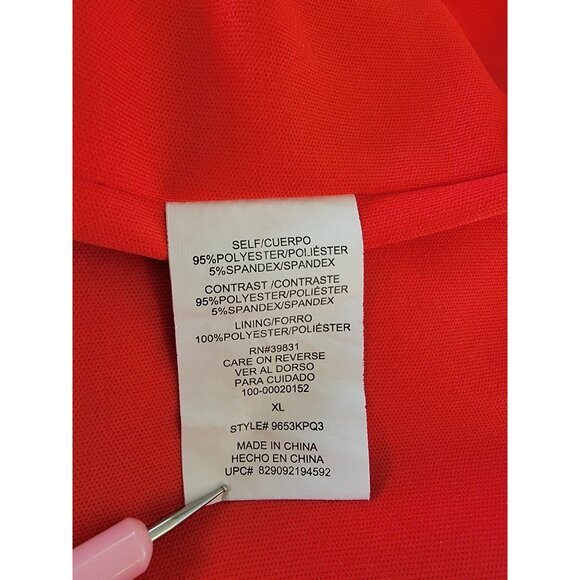 SELF/CUERPO
95%POLYESTER/POLIÉSTER
5%SPANDEX/SPANDEX
CONTRAST /CONTRASTE
95%POLYESTER/POLIÉSTER
5%SPANDEX/SPANDEX
LINING/FORRO
100%POLYESTER/POLIÉSTER
RN#39831
CARE ON REVERSE
VER AL DORSO
PARA CUIDADO
100-00020152
XL
STYLE# 9653KPQ3
MADE IN CHINA
HECHO EN CHINA
UPC# 829092194592